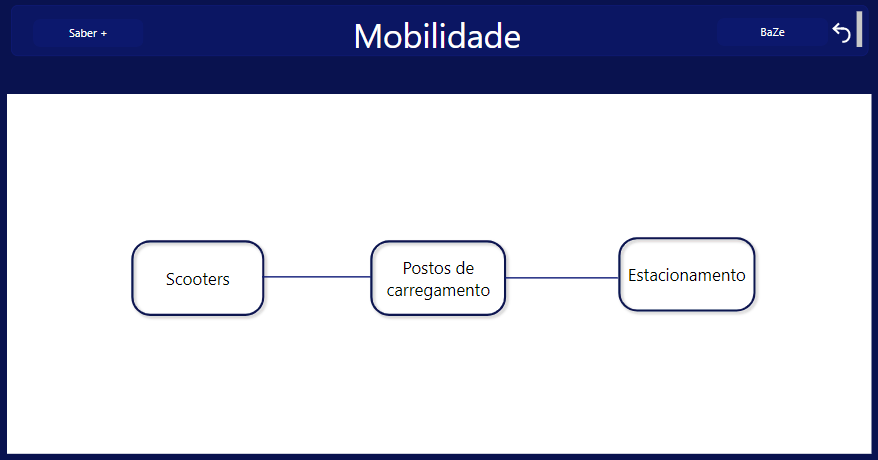 Saber +
Mobilidade
BaZe
Scooters
Postos de
carregamento
Estacionamento